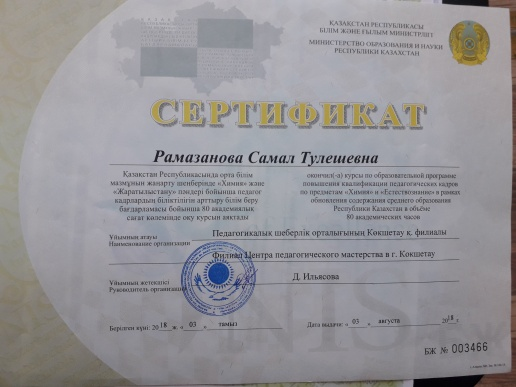 ҚАЗАҚСТАН РЕСПУБЛИКАСЫ
БІЛІМ ЖӘНЕ ҒЫЛЫМ МИНИСТРЛІГІ
МИНИСТЕРСТВО ОБРАЗОВАНИЯ И НАУКИ
РЕСПУБЛИКИ КАЗАХСТАН
СЕРТИФИКАТ
Рамазанова Самал Тулешевна
Қазақстан Республикасында орта білім
мазмұнын жаңарту шеңберінде «Химия» және
«Жаратылыстану» пәндері бойынша педагог
кадрлардың біліктілігін арттыру білім беру
бағдарламасы бойынша 80 академиялық
сағат көлемінде оқу курсын аяқтады
окончил(-а) курсы по образовательной программе
повышения квалификации педагогических кадров
по предметам «Химия» и «Естествознание» в рамках
обновления содержания среднего образования
Республики Казахстан в объёме
80 академических часов
Ұйымның атауы
Наименование организации
Педагогикалық шеберлік орталығының Көкшетау қ. филиалы
Филиал Центра педагогического мастерства в г. Кокшетау
Ұйымның жетекшісі
Руководитель организации
Д. Ильясова
Берілген күні: 2018 ж. «03» тамыз
Дата выдачи: «03» августа 2018 г.
БЖ № 003466